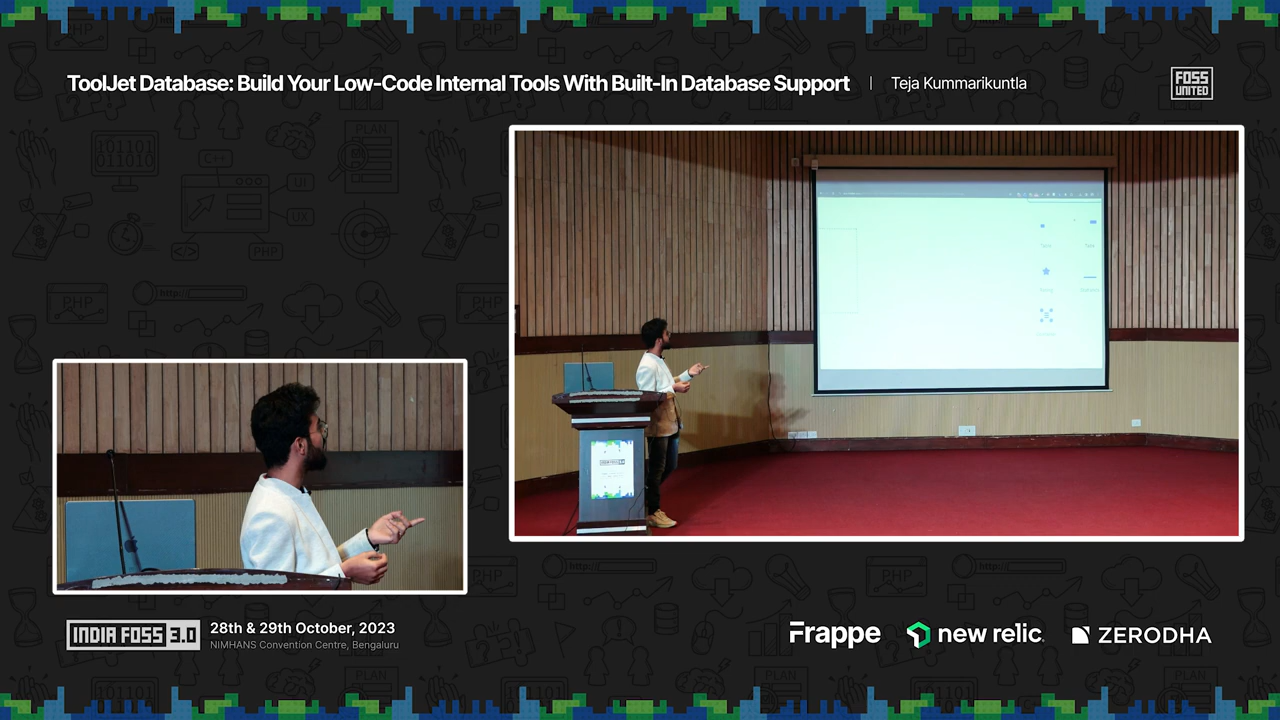 ToolJet Database: Build Your Low-Code Internal Tools With Built-In Database Support | Teja Kummarikuntla
FOSS
UNITED
INDIA FOSS 3.0
28th & 29th October, 2023
NIMHANS Convention Centre, Bengaluru
Frappe
new relic
ZERODHA